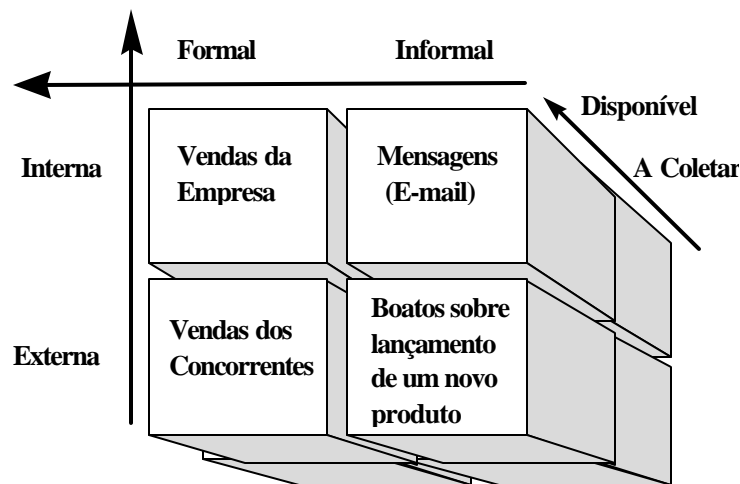 Formal Informal
Disponível
A Coletar
Interna
Vendas da
Empresa
Mensagens
(E-mail)
Externa
Vendas dos
Concorrentes
Boatos sobre
lançamento
de um novo
produto